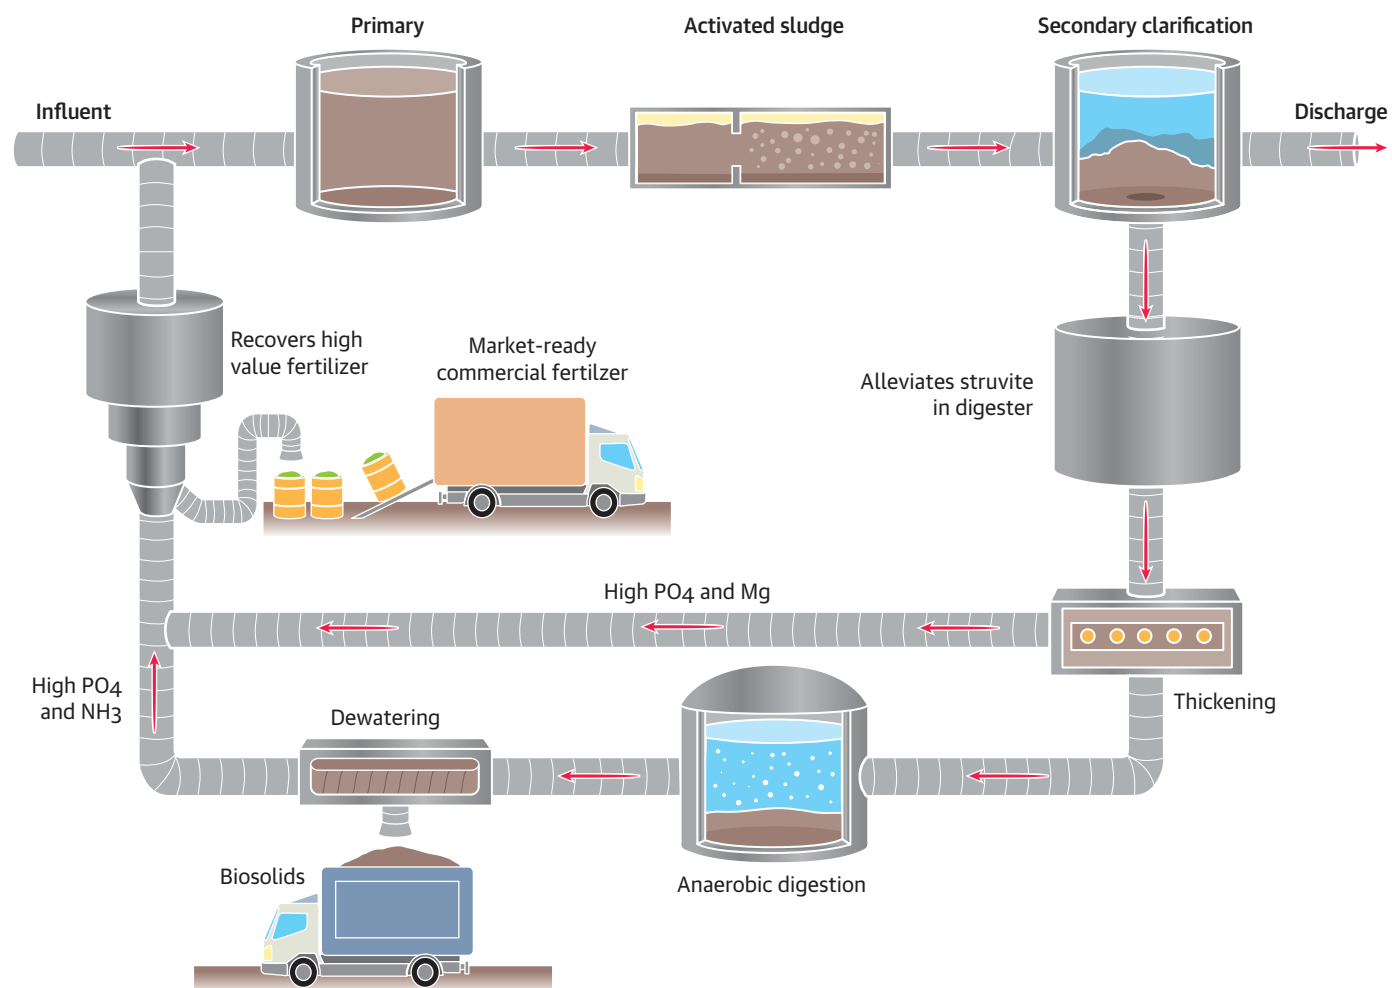 Primary
Activated sludge
Secondary clarification
Influent
Discharge
Recovers high
value fertilizer
Market-ready
commercial fertilzer
Alleviates struvite
in digester
High PO4 and Mg
High PO4
and NH3
Dewatering
Thickening
Biosolids
Anaerobic digestion